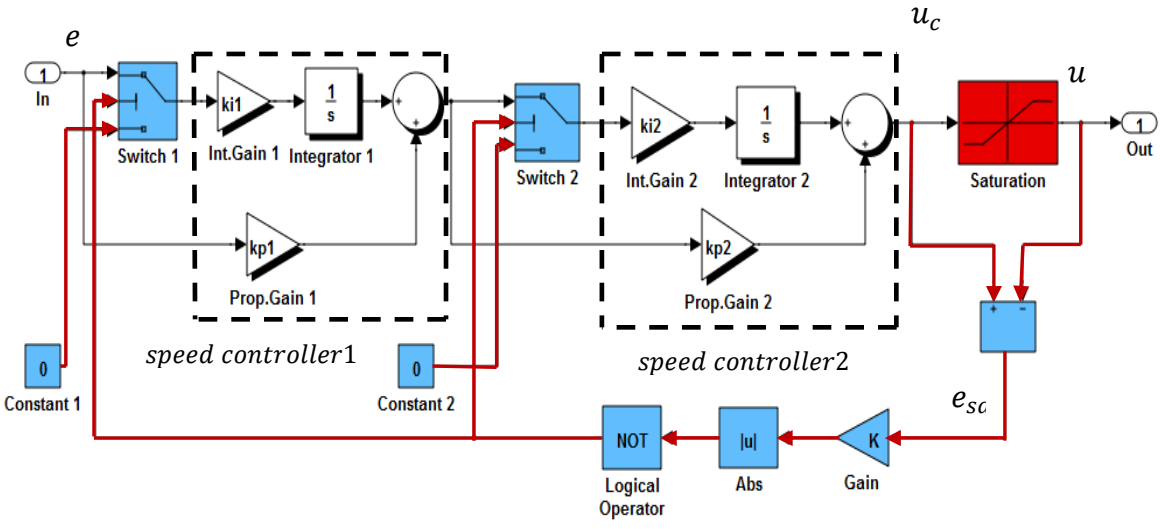 e
u_c
u
1
In
Switch 1
ki1
Int.Gain 1
1
s
Integrator 1
+
+
Switch 2
ki2
Int.Gain 2
1
s
Integrator 2
+
+
Saturation
1
Out
kp1
Prop.Gain 1
kp2
Prop.Gain 2
+ −
speed controller1
speed controller2
0
Constant 1
0
Constant 2
e_sa
NOT
Logical
Operator
|u|
Abs
K
Gain